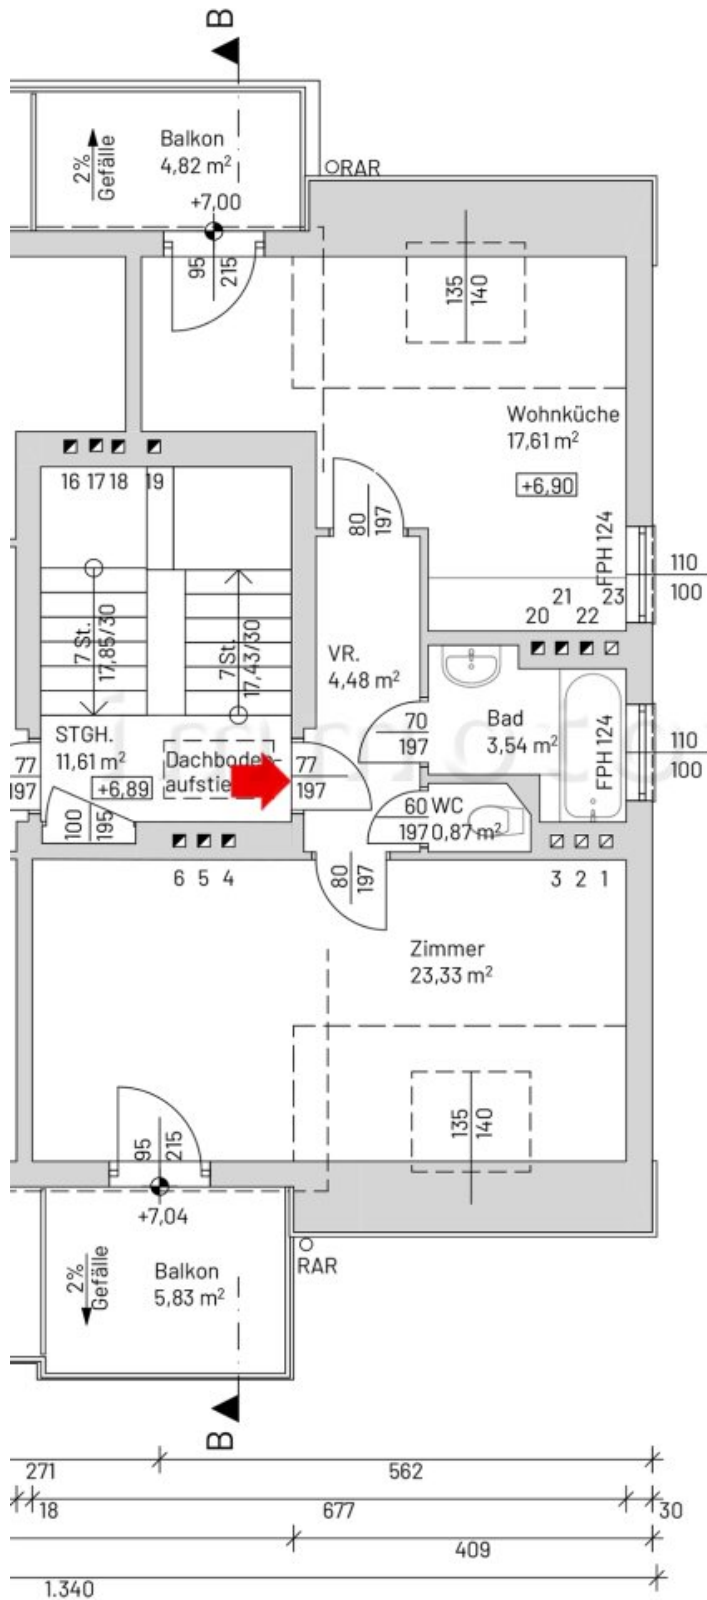 B
Balkon
4,82 m²
2%
Gefälle
RAR
+7,00
95
215
135
140
Wohnküche
17,61 m²
+6,90
16 17 18 19
80
197
FPH 124
110
100
21 23
20 22
7 St.
17,85/30
7 St.
17,43/30
VR.
4,48 m²
STGH.
11,61 m²
+6,89
77
197
77
197
70
197
Bad
3,54 m²
FPH 124
110
100
100
195
60
197
WC
0,87 m²
6 5 4
80
197
3 2 1
Zimmer
23,33 m²
95
215
135
140
+7,04
2%
Gefälle
Balkon
5,83 m²
RAR
B
271 562
18 677 30
409
1.340